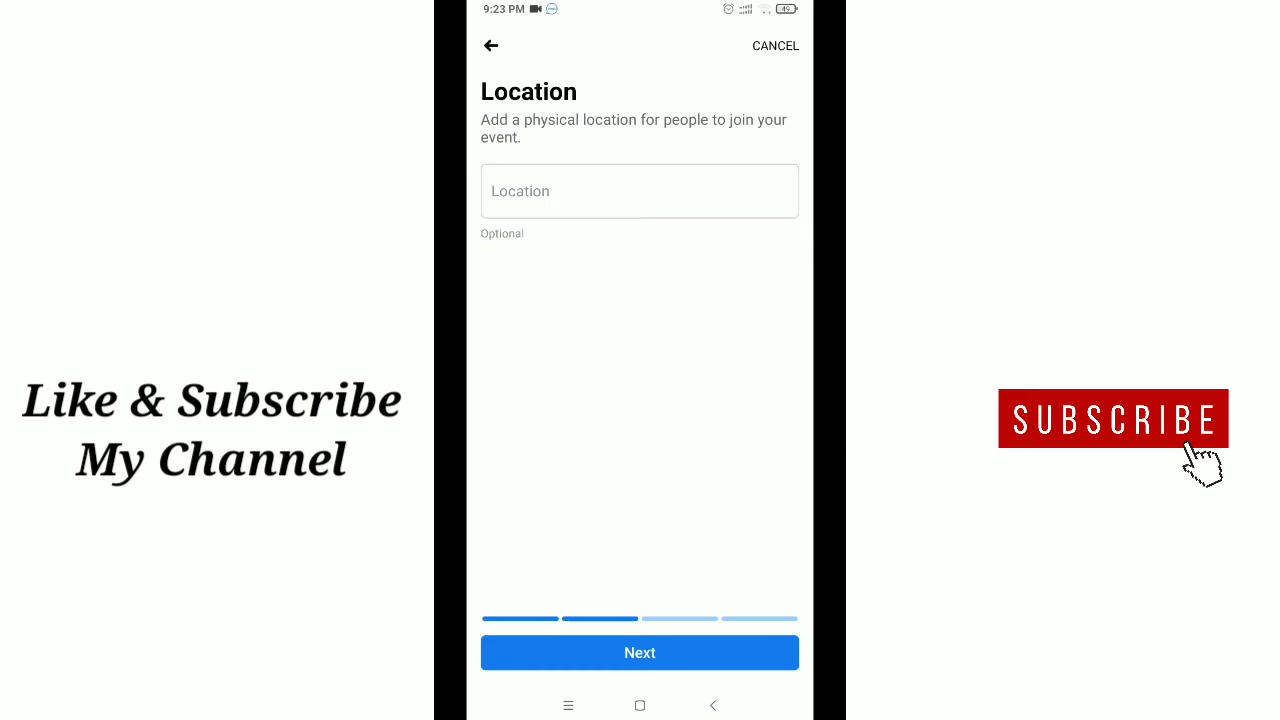 9:23 PM
49
CANCEL
Location
Add a physical location for people to join your
event.
Location
Optional
Like & Subscribe
My Channel
SUBSCRIBE
Next